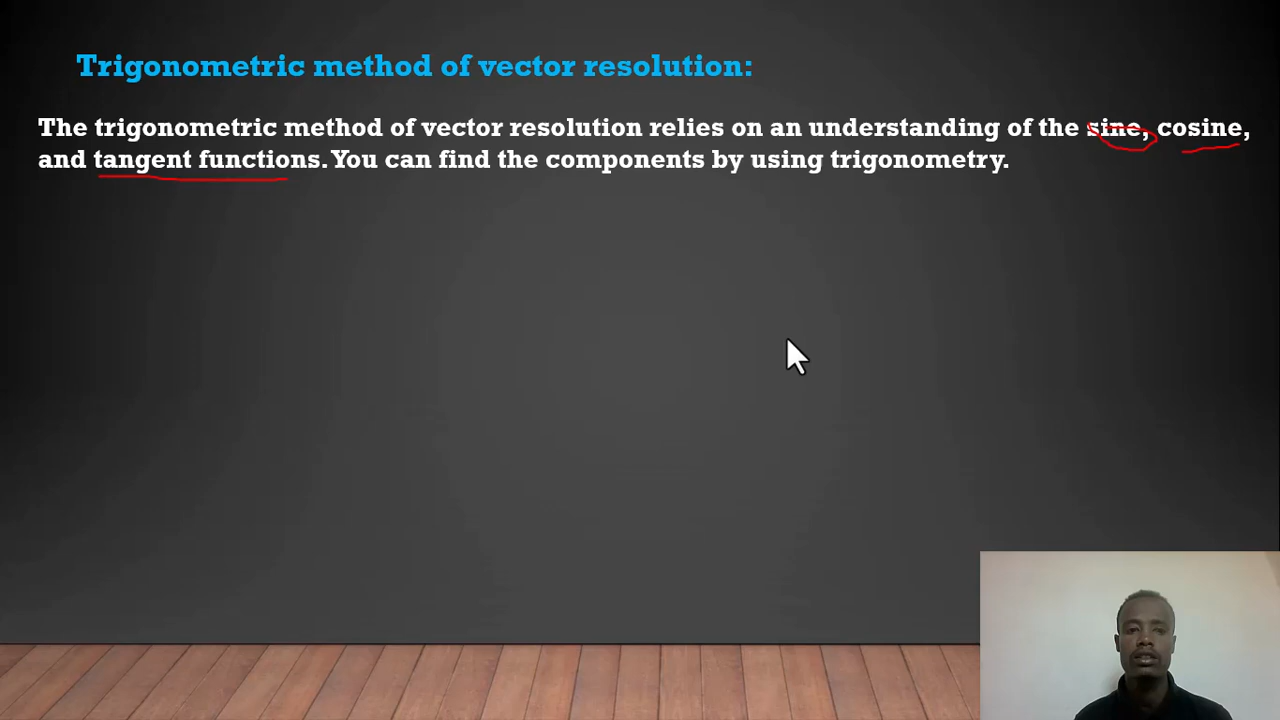 Trigonometric method of vector resolution:
The trigonometric method of vector resolution relies on an understanding of the sine, cosine,
and tangent functions. You can find the components by using trigonometry.